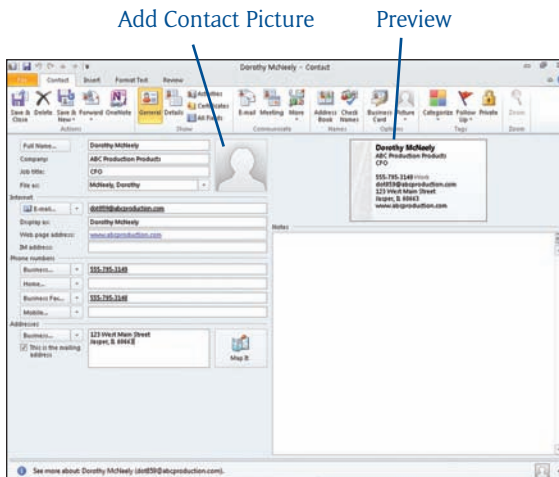 Add Contact Picture Preview
Dorothy McNeely - Contact
File Contact Insert Format Text Review
Save & Close Delete Save & New Forward OneNote General Details Activities Certificates All Fields E-mail Meeting More Address Book Check Names Business Card Picture Categorize Follow Up Private Zoom
Actions Show Communicate Names Options Tags Zoom
Full Name... Dorothy McNeely
Company: ABC Production Products
Job title: CFO
File as: McNeely, Dorothy
Internet
E-mail... dot859@abcproduction.com
Display as: Dorothy McNeely
Web page address: www.abcproduction.com
IM address:
Phone numbers
Business... 555-795-3149
Home...
Business Fax... 555-795-3148
Mobile...
Addresses
Business... 123 West Main Street
Jasper, IL 60663
This is the mailing address
Map It
Dorothy McNeely
ABC Production Products
CFO
555-795-3149 Work
dot859@abcproduction.com
123 West Main Street
Jasper, IL 60663
www.abcproduction.com
Notes
See more about: Dorothy McNeely (dot859@abcproduction.com).